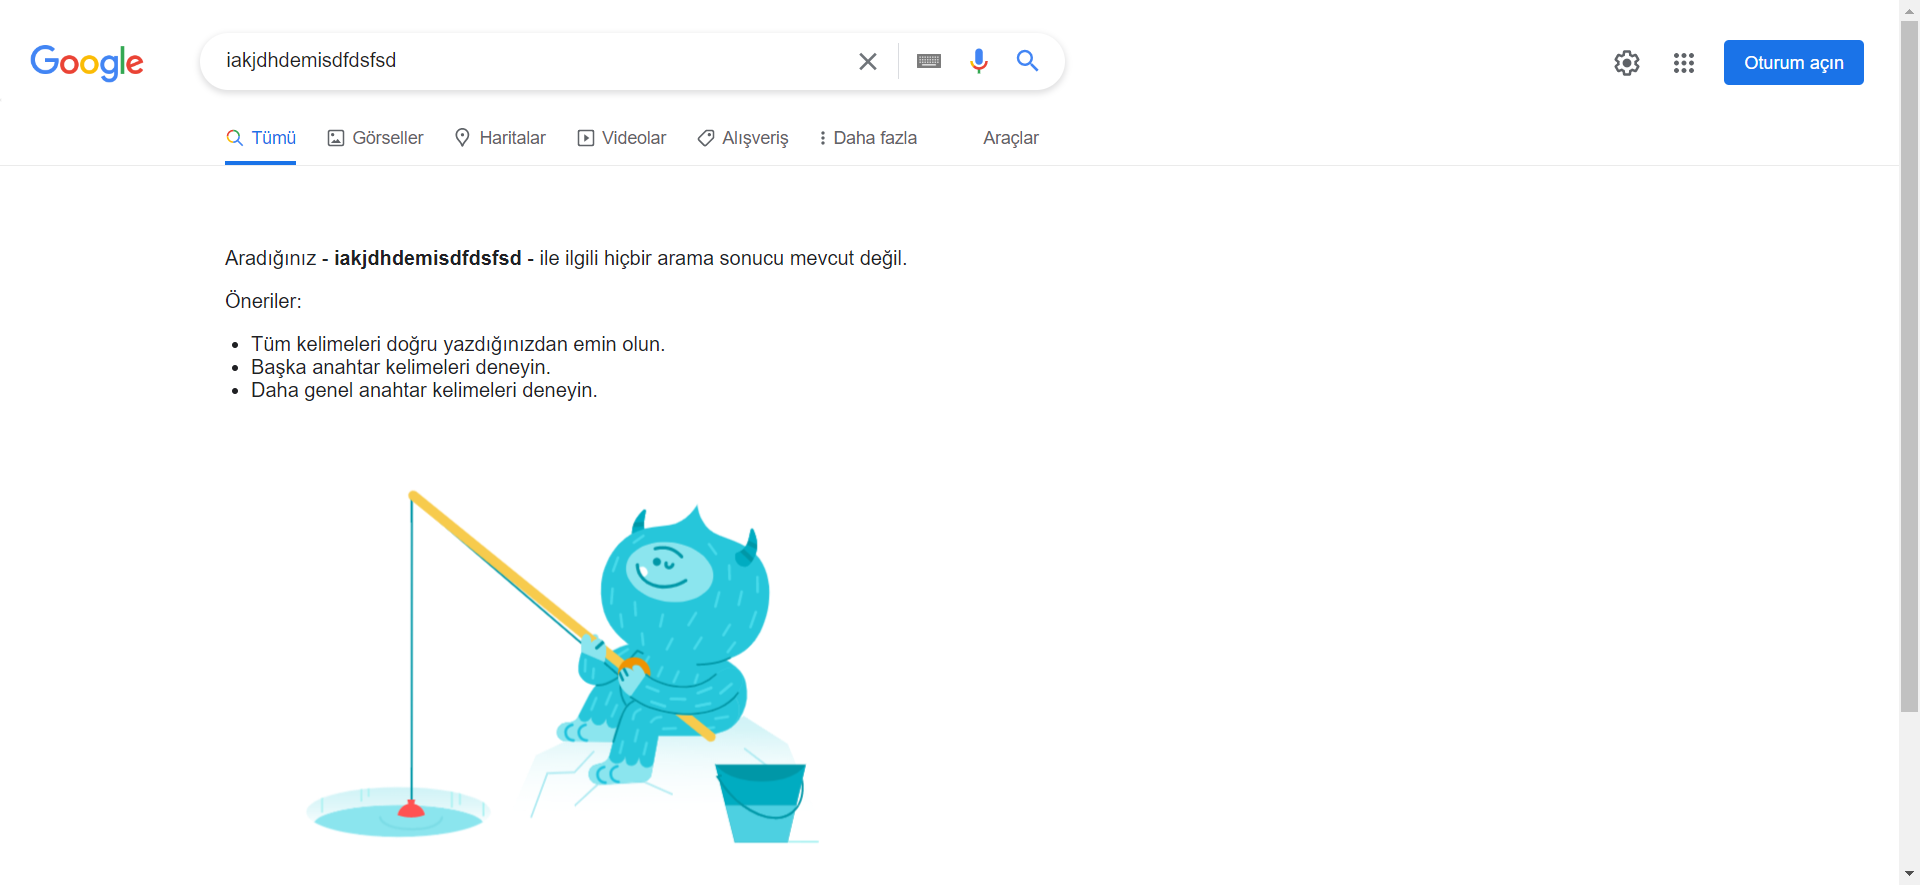 Google
iakjdhdemisdfdsfsd
Oturum açın
Tümü Görseller Haritalar Videolar Alışveriş Daha fazla Araçlar
Aradığınız - iakjdhdemisdfdsfsd - ile ilgili hiçbir arama sonucu mevcut değil.
Öneriler:
Tüm kelimeleri doğru yazdığınızdan emin olun.
Başka anahtar kelimeleri deneyin.
Daha genel anahtar kelimeleri deneyin.